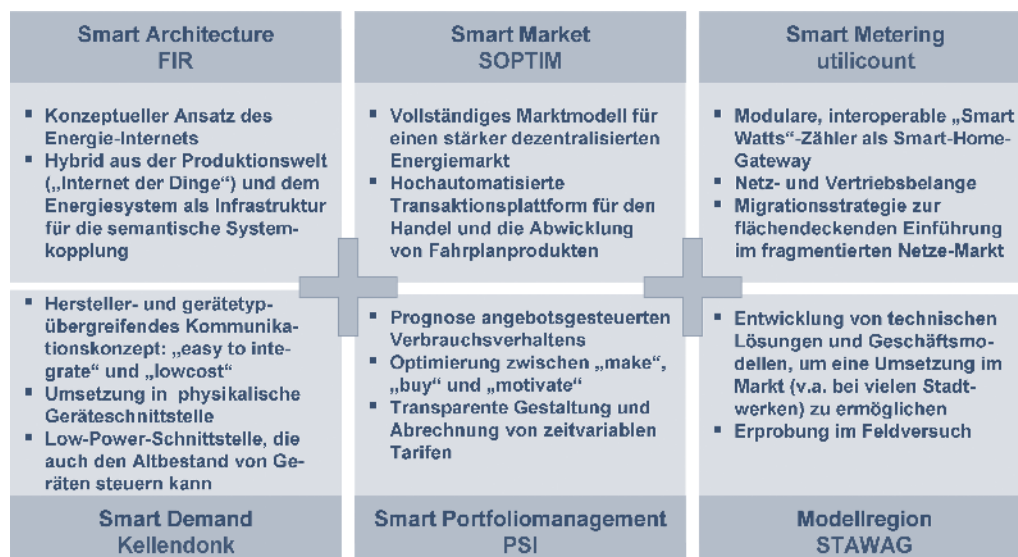 Smart Architecture
FIR
▪ Konzeptueller Ansatz des
Energie-Internets
▪ Hybrid aus der Produktionswelt
(„Internet der Dinge“) und dem
Energiesystem als Infrastruktur
für die semantische System-
kopplung
Smart Market
SOPTIM
▪ Vollständiges Marktmodell für
einen stärker dezentralisierten
Energiemarkt
▪ Hochautomatisierte
Transaktionsplattform für den
Handel und die Abwicklung
von Fahrplanprodukten
Smart Metering
utilicount
▪ Modulare, interoperable „Smart
Watts“-Zähler als Smart-Home-
Gateway
▪ Netz- und Vertriebsbelange
▪ Migrationsstrategie zur
flächendeckenden Einführung
im fragmentierten Netze-Markt
▪ Hersteller- und gerätetyp-
übergreifendes Kommunika-
tionskonzept: „easy to inte-
grate“ und „lowcost“
▪ Umsetzung in physikalische
Geräteschnittstelle
▪ Low-Power-Schnittstelle, die
auch den Altbestand von Ge-
räten steuern kann
Smart Demand
Kellendonk
▪ Prognose angebotsgesteuerten
Verbrauchsverhaltens
▪ Optimierung zwischen „make“,
„buy“ und „motivate“
▪ Transparente Gestaltung und
Abrechnung von zeitvariablen
Tarifen
Smart Portfoliomanagement
PSI
▪ Entwicklung von technischen
Lösungen und Geschäftsmo-
dellen, um eine Umsetzung im
Markt (v.a. bei vielen Stadt-
werken) zu ermöglichen
▪ Erprobung im Feldversuch
Modellregion
STAWAG